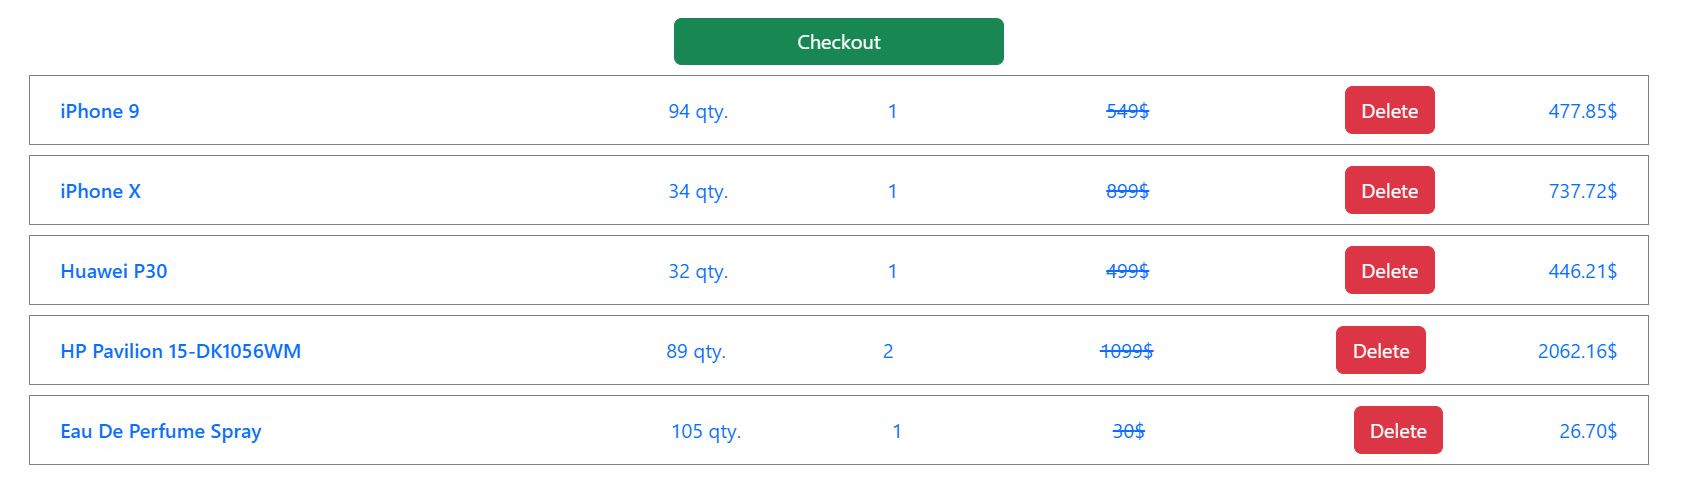 Checkout
iPhone 9 94 qty. 1 549$ Delete 477.85$
iPhone X 34 qty. 1 899$ Delete 737.72$
Huawei P30 32 qty. 1 499$ Delete 446.21$
HP Pavilion 15-DK1056WM 89 qty. 2 1099$ Delete 2062.16$
Eau De Perfume Spray 105 qty. 1 30$ Delete 26.70$